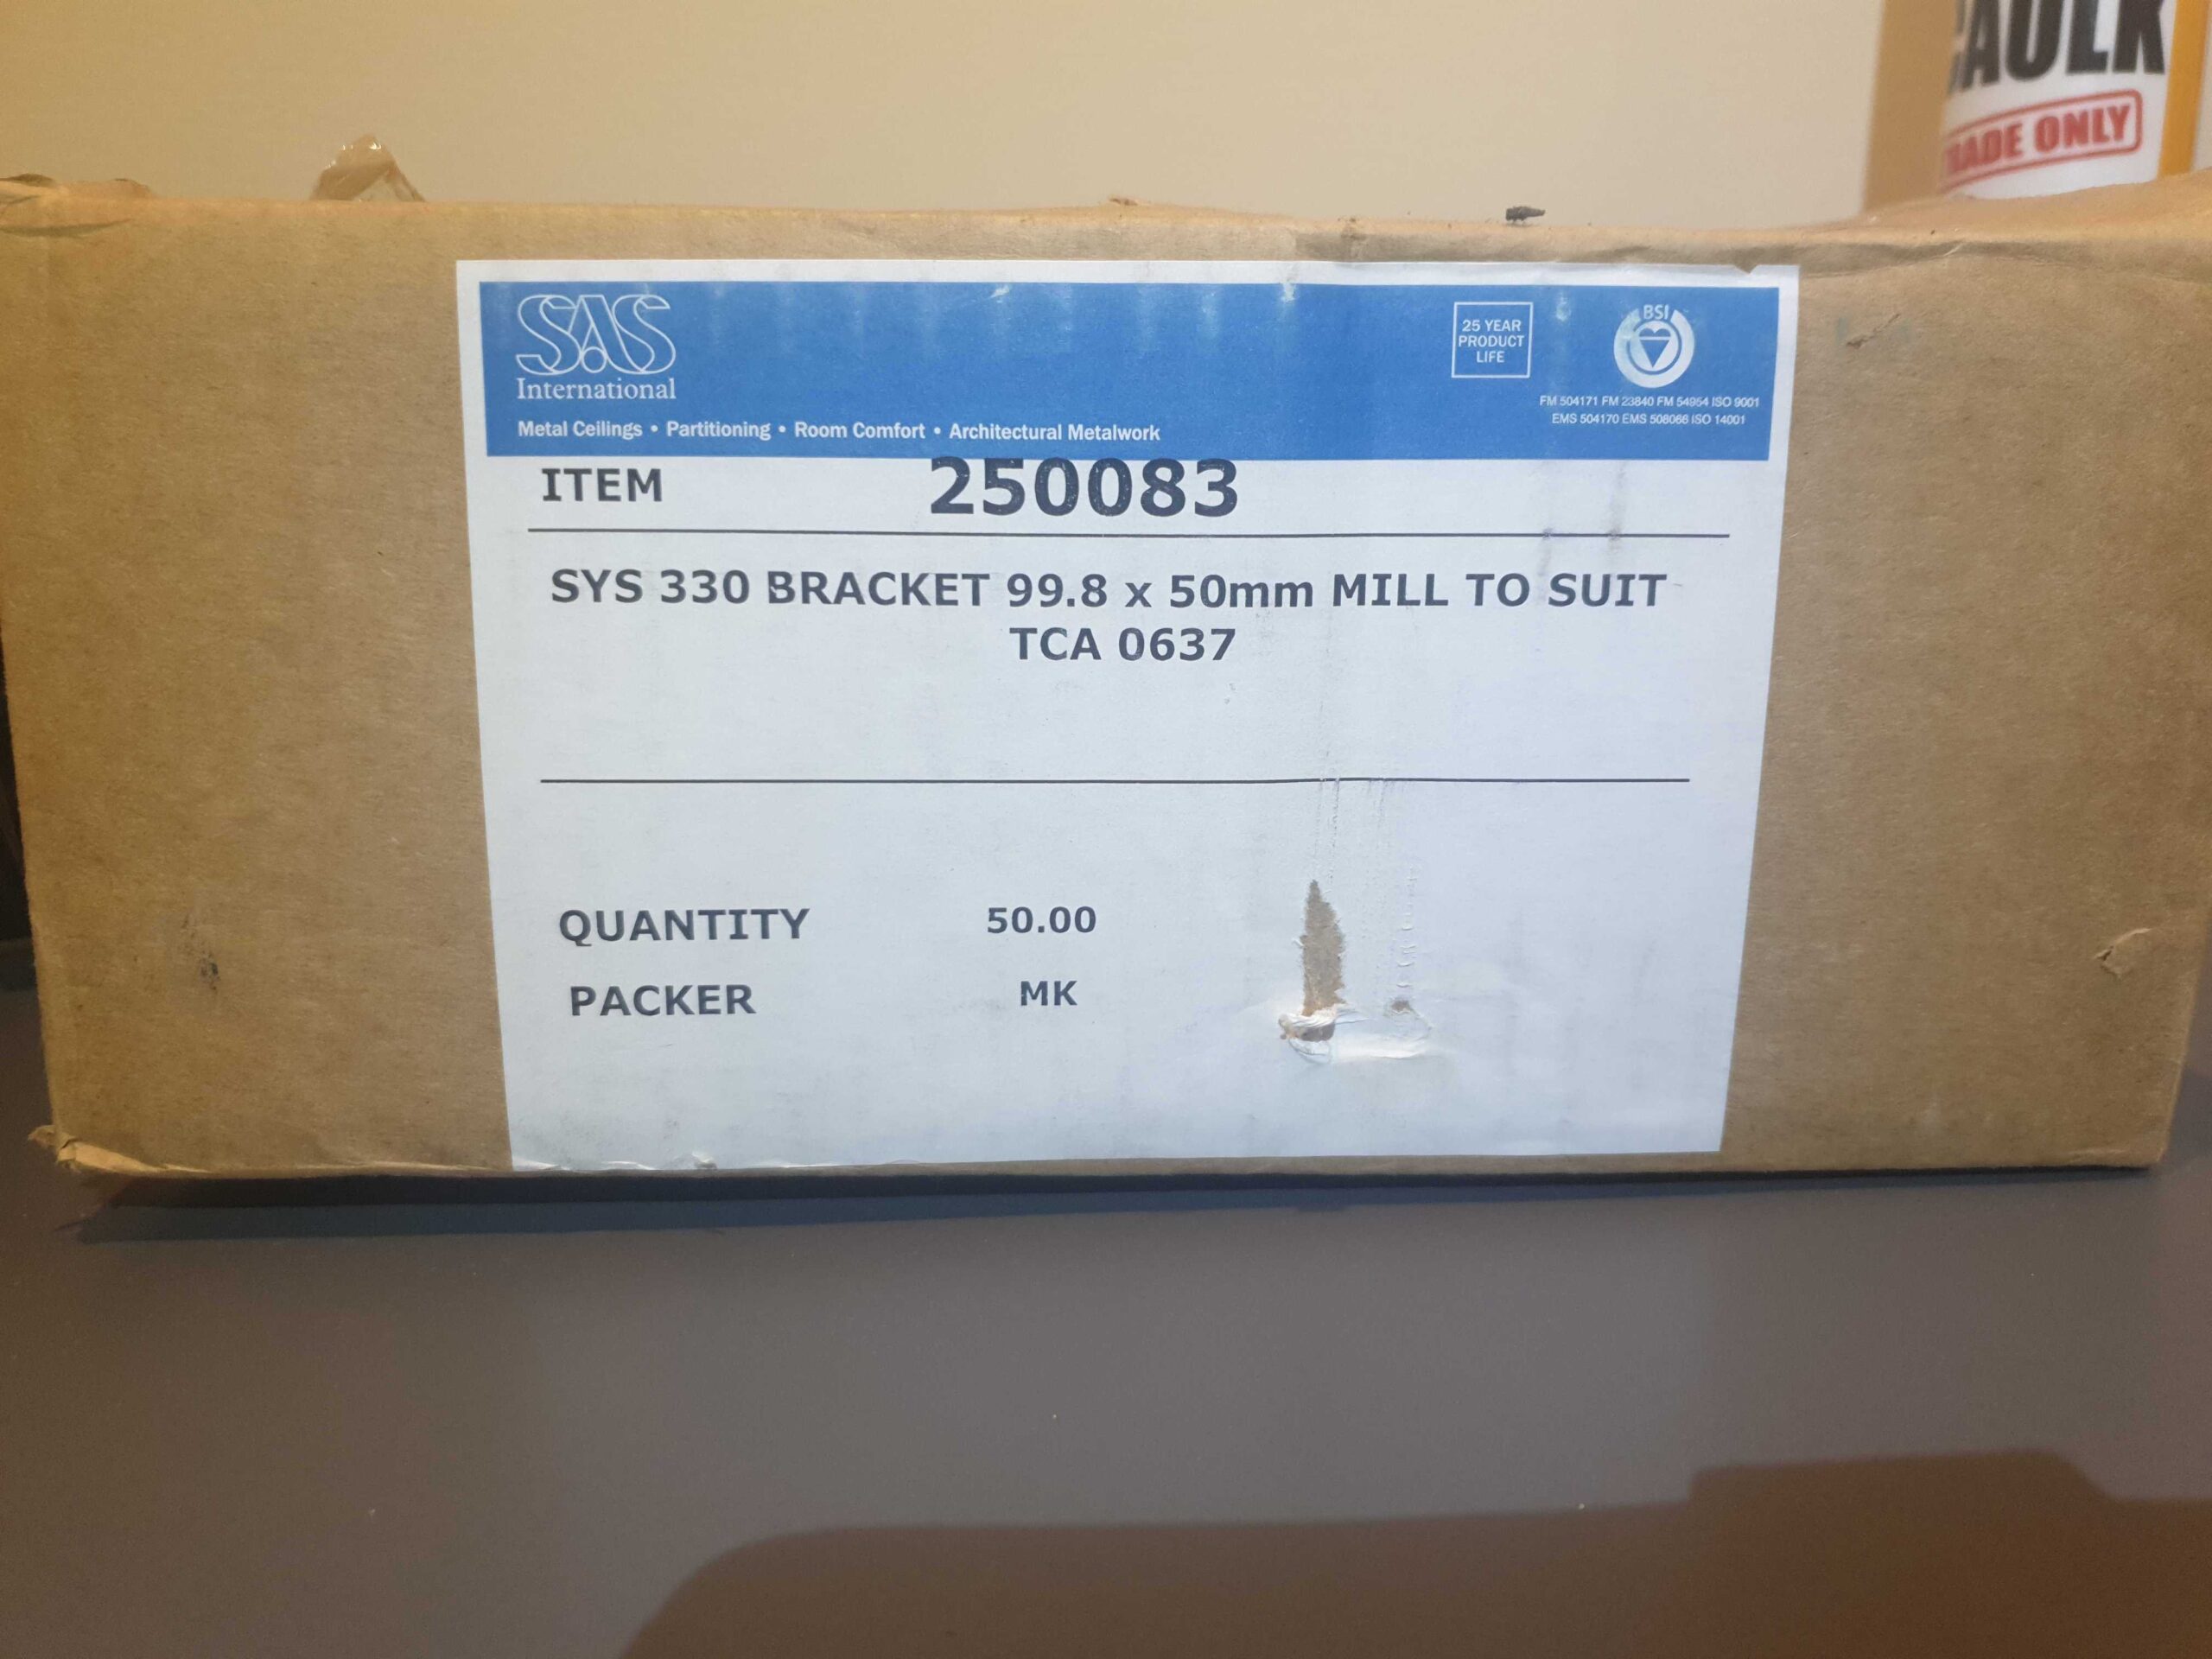 AULK
ADE ONLY
SAS
International
25 YEAR
PRODUCT
LIFE
BSI
FM 504171 FM 23840 FM 54954 ISO 9001
EMS 504170 EMS 508066 ISO 14001
Metal Ceilings • Partitioning • Room Comfort • Architectural Metalwork
ITEM 250083
SYS 330 BRACKET 99.8 x 50mm MILL TO SUIT
TCA 0637
QUANTITY 50.00
PACKER MK